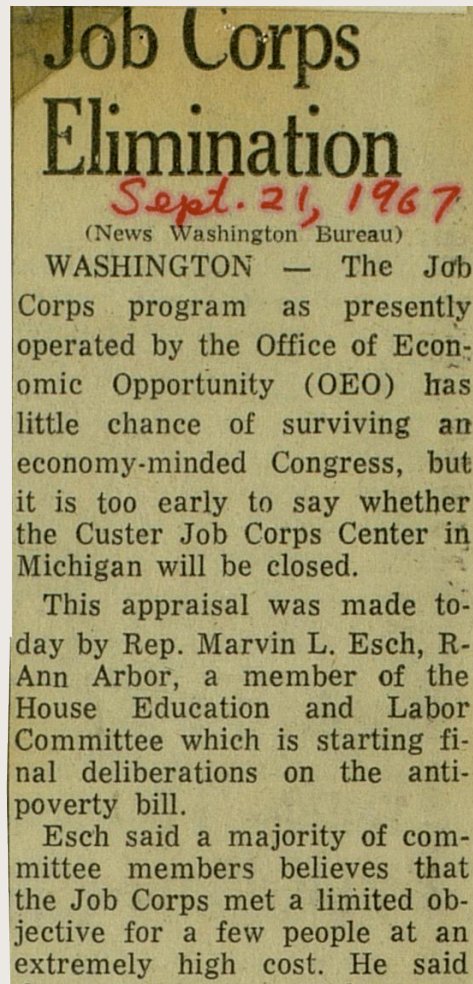 Job Corps
Elimination
Sept. 21, 1967
(News Washington Bureau)
WASHINGTON — The Job
Corps program as presently
operated by the Office of Econ-
omic Opportunity (OEO) has
little chance of surviving an
economy-minded Congress, but
it is too early to say whether
the Custer Job Corps Center in
Michigan will be closed.
This appraisal was made to-
day by Rep. Marvin L. Esch, R-
Ann Arbor, a member of the
House Education and Labor
Committee which is starting fi-
nal deliberations on the anti-
poverty bill.
Esch said a majority of com-
mittee members believes that
the Job Corps met a limited ob-
jective for a few people at an
extremely high cost. He said